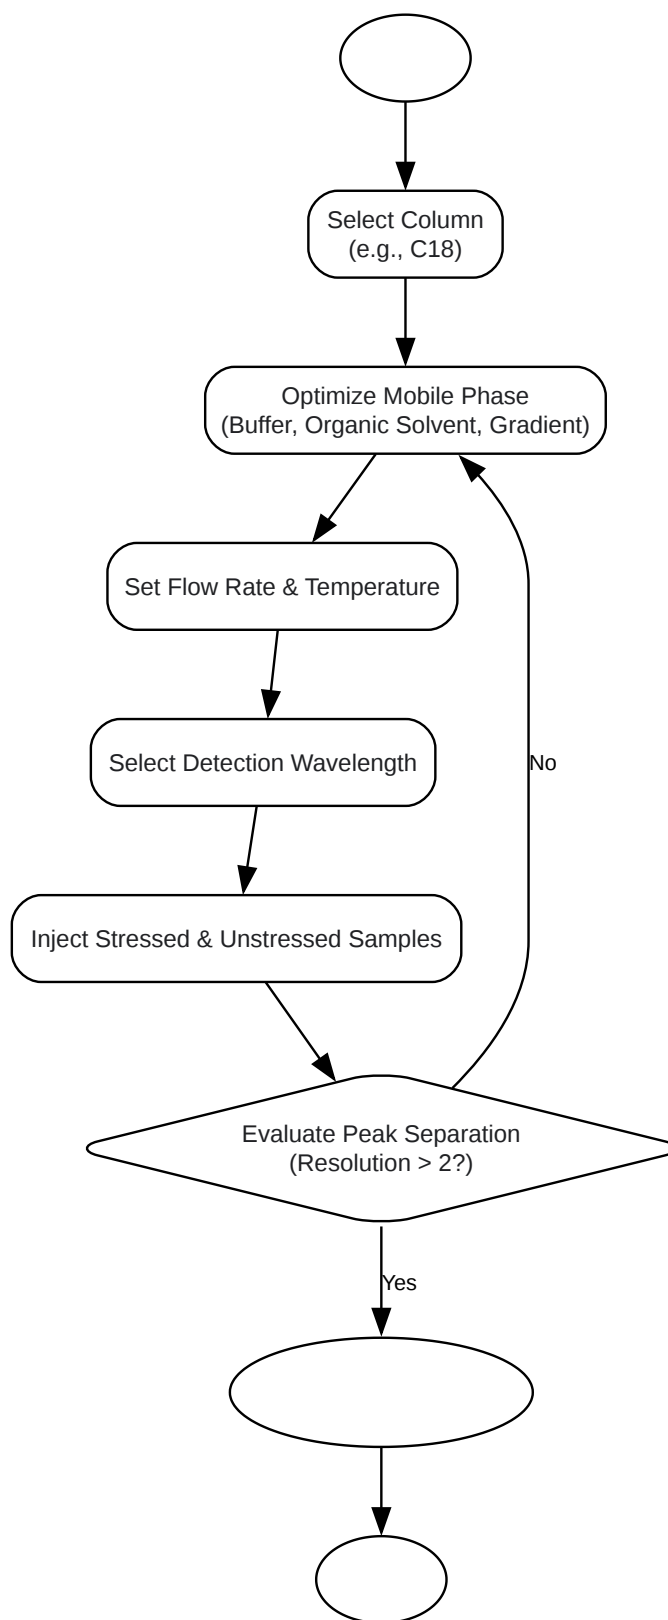 Select Column
(e.g., C18)
Optimize Mobile Phase
(Buffer, Organic Solvent, Gradient)
Set Flow Rate & Temperature
Select Detection Wavelength
No
Inject Stressed & Unstressed Samples
Evaluate Peak Separation
(Resolution > 2?)
Yes